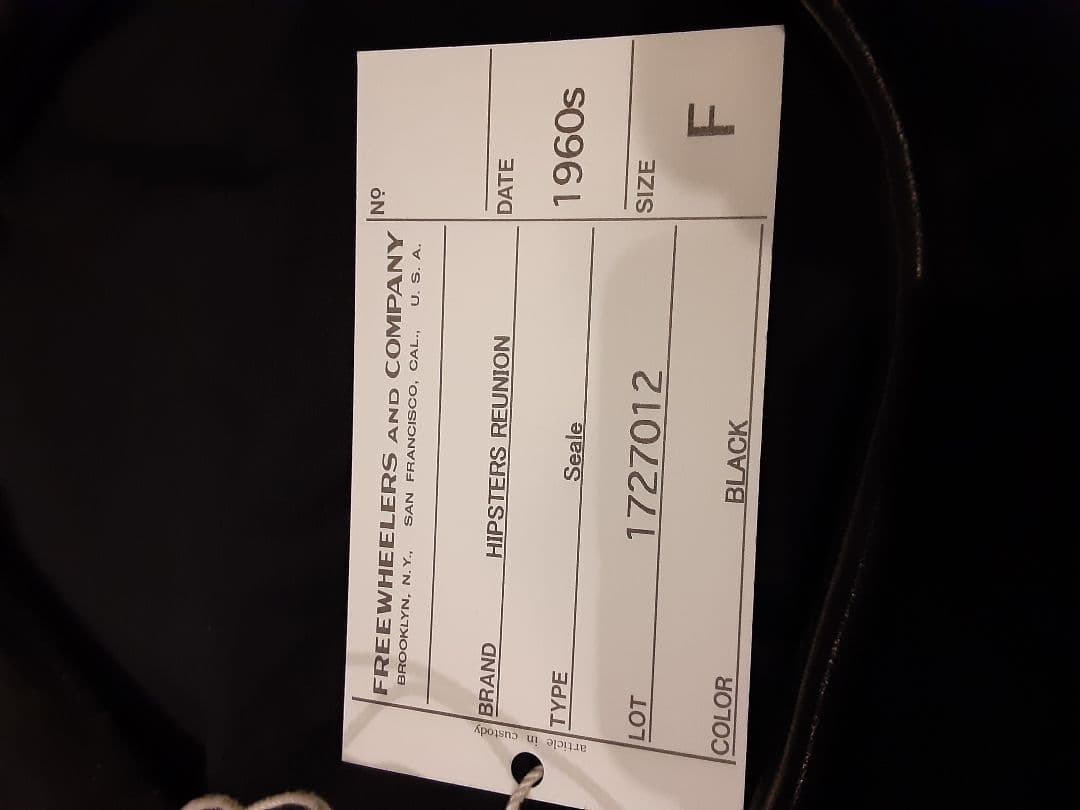 FREEWHEELERS AND COMPANY
BROOKLYN, N.Y., SAN FRANCISCO, CAL., U. S. A.
Nº
BRAND HIPSTERS REUNION
DATE
TYPE Seale
1960s
LOT 1727012
SIZE
COLOR BLACK
F
article in custody